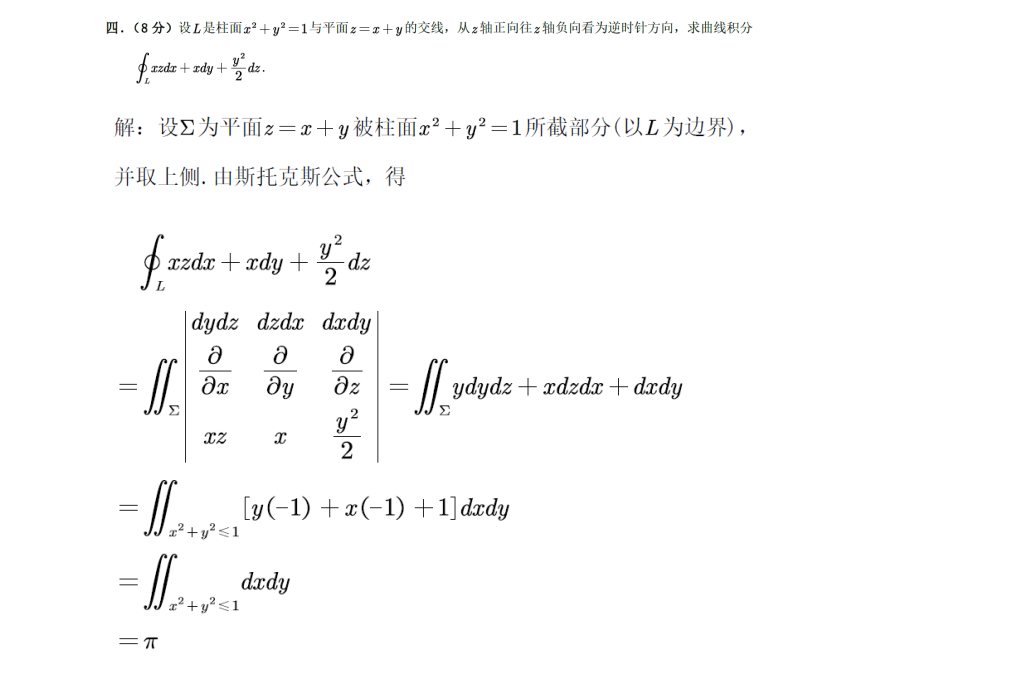 四.（8分）设L是柱面x²+y²=1与平面z=x+y的交线，从z轴正向往z轴负向看为逆时针方向，求曲线积分
∮_L xzdx+xdy+y²/2 dz.
解：设Σ为平面z=x+y被柱面x²+y²=1所截部分(以L为边界)，
并取上価.由斯托克斯公式，得
∮_L xzdx+xdy+y²/2 dz
=∬_Σ |dydz dzdx dxdy; ∂/∂x ∂/∂y ∂/∂z; xz x y²/2| =∬_Σ ydydz+xdzdx+dxdy
=∬_{x²+y²≤1} [y(-1)+x(-1)+1]dxdy
=∬_{x²+y²≤1} dxdy
=π